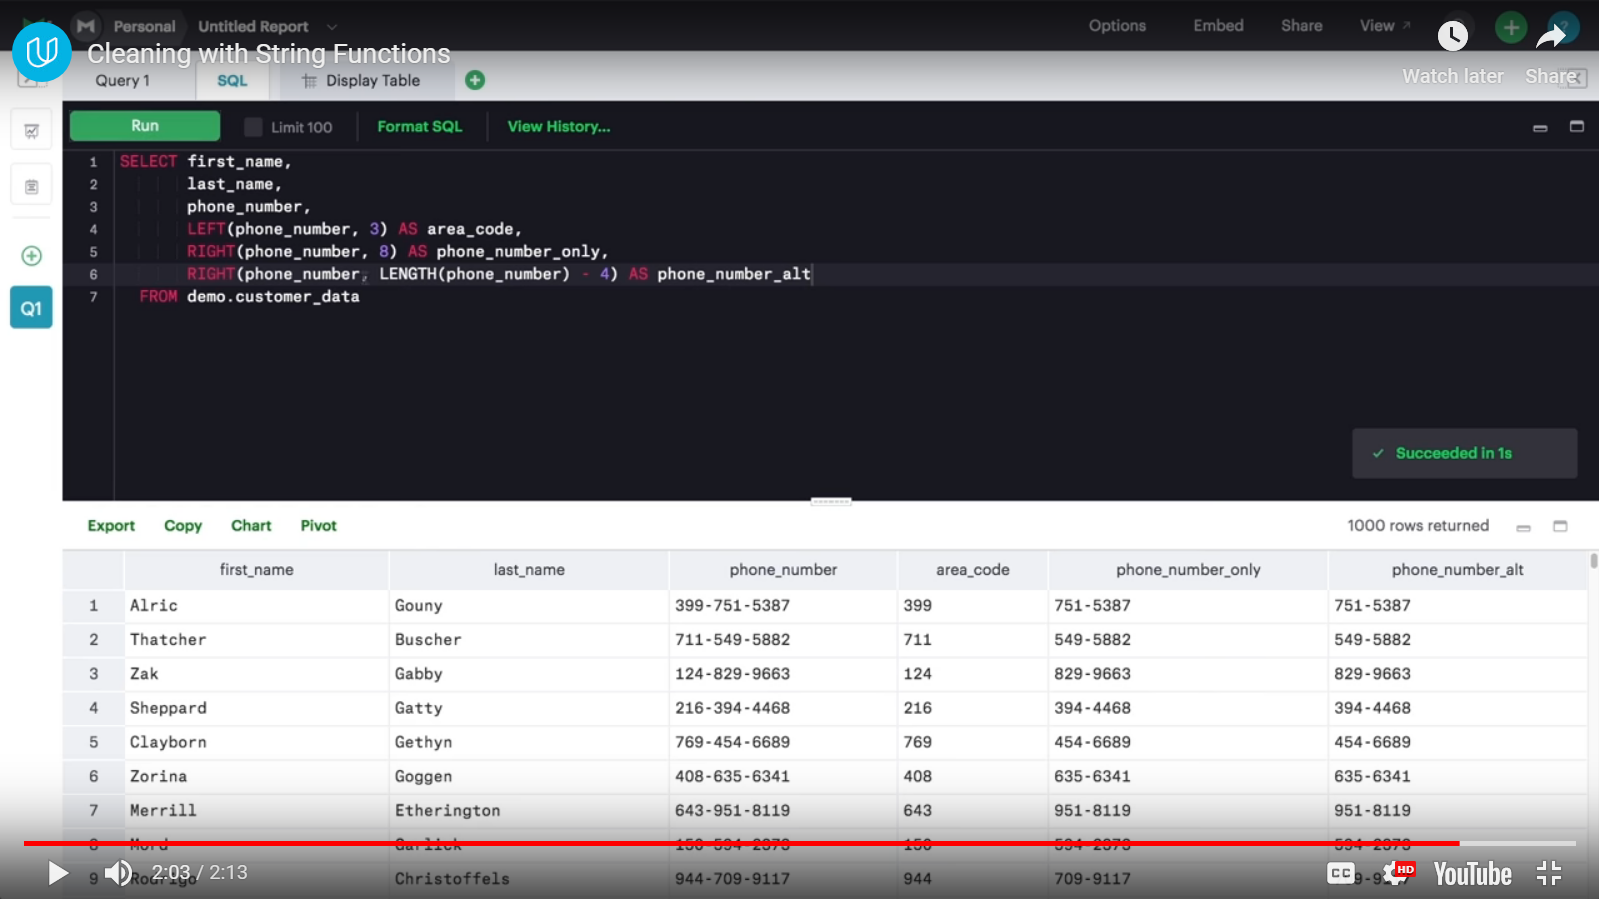 Personal Untitled Report Options Embed Share View
Cleaning with String Functions
Watch later Share
Query 1 SQL Display Table
Run Limit 100 Format SQL View History...
1 SELECT first_name,
2 last_name,
3 phone_number,
4 LEFT(phone_number, 3) AS area_code,
5 RIGHT(phone_number, 8) AS phone_number_only,
6 RIGHT(phone_number, LENGTH(phone_number) - 4) AS phone_number_alt
7 FROM demo.customer_data
Q1
Succeeded in 1s
Export Copy Chart Pivot 1000 rows returned
first_name last_name phone_number area_code phone_number_only phone_number_alt
1 Alric Gouny 399-751-5387 399 751-5387 751-5387
2 Thatcher Buscher 711-549-5882 711 549-5882 549-5882
3 Zak Gabby 124-829-9663 124 829-9663 829-9663
4 Sheppard Gatty 216-394-4468 216 394-4468 394-4468
5 Clayborn Gethyn 769-454-6689 769 454-6689 454-6689
6 Zorina Goggen 408-635-6341 408 635-6341 635-6341
7 Merrill Etherington 643-951-8119 643 951-8119 951-8119
8 Mord Garlick
9 Rodrigo Christoffels 944-709-9117 944 709-9117
2:03 / 2:13 CC HD YouTube